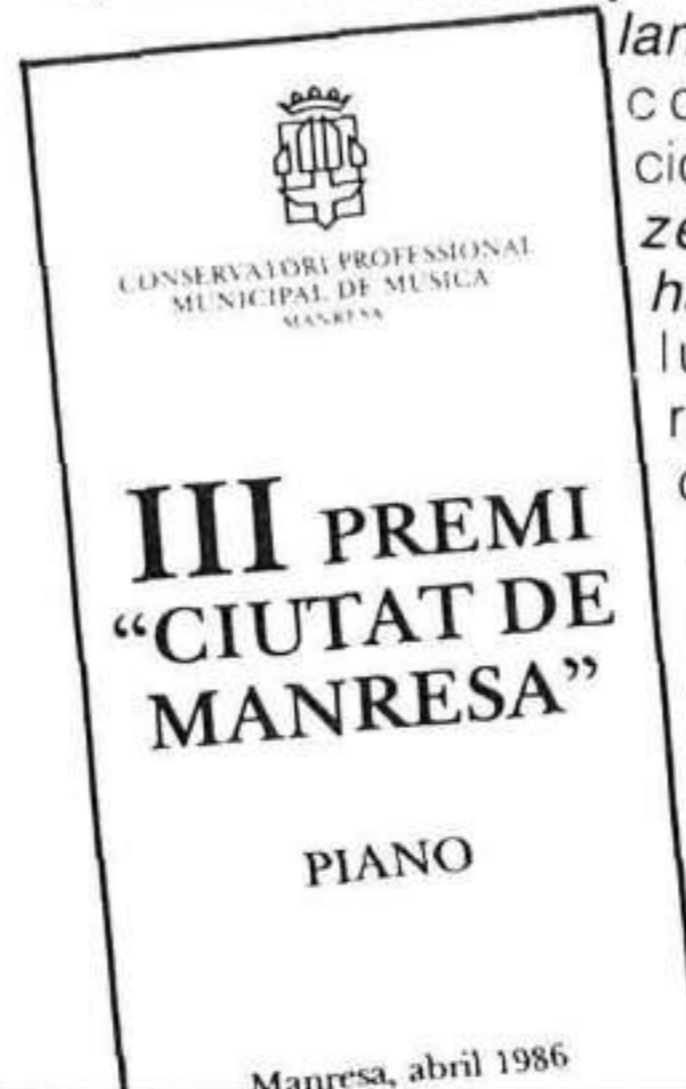 CONSERVATORI PROFESSIONAL
MUNICIPAL DE MUSICA
MANRESA
III PREMI
“CIUTAT DE
MANRESA”
PIANO
Manresa, abril 1986